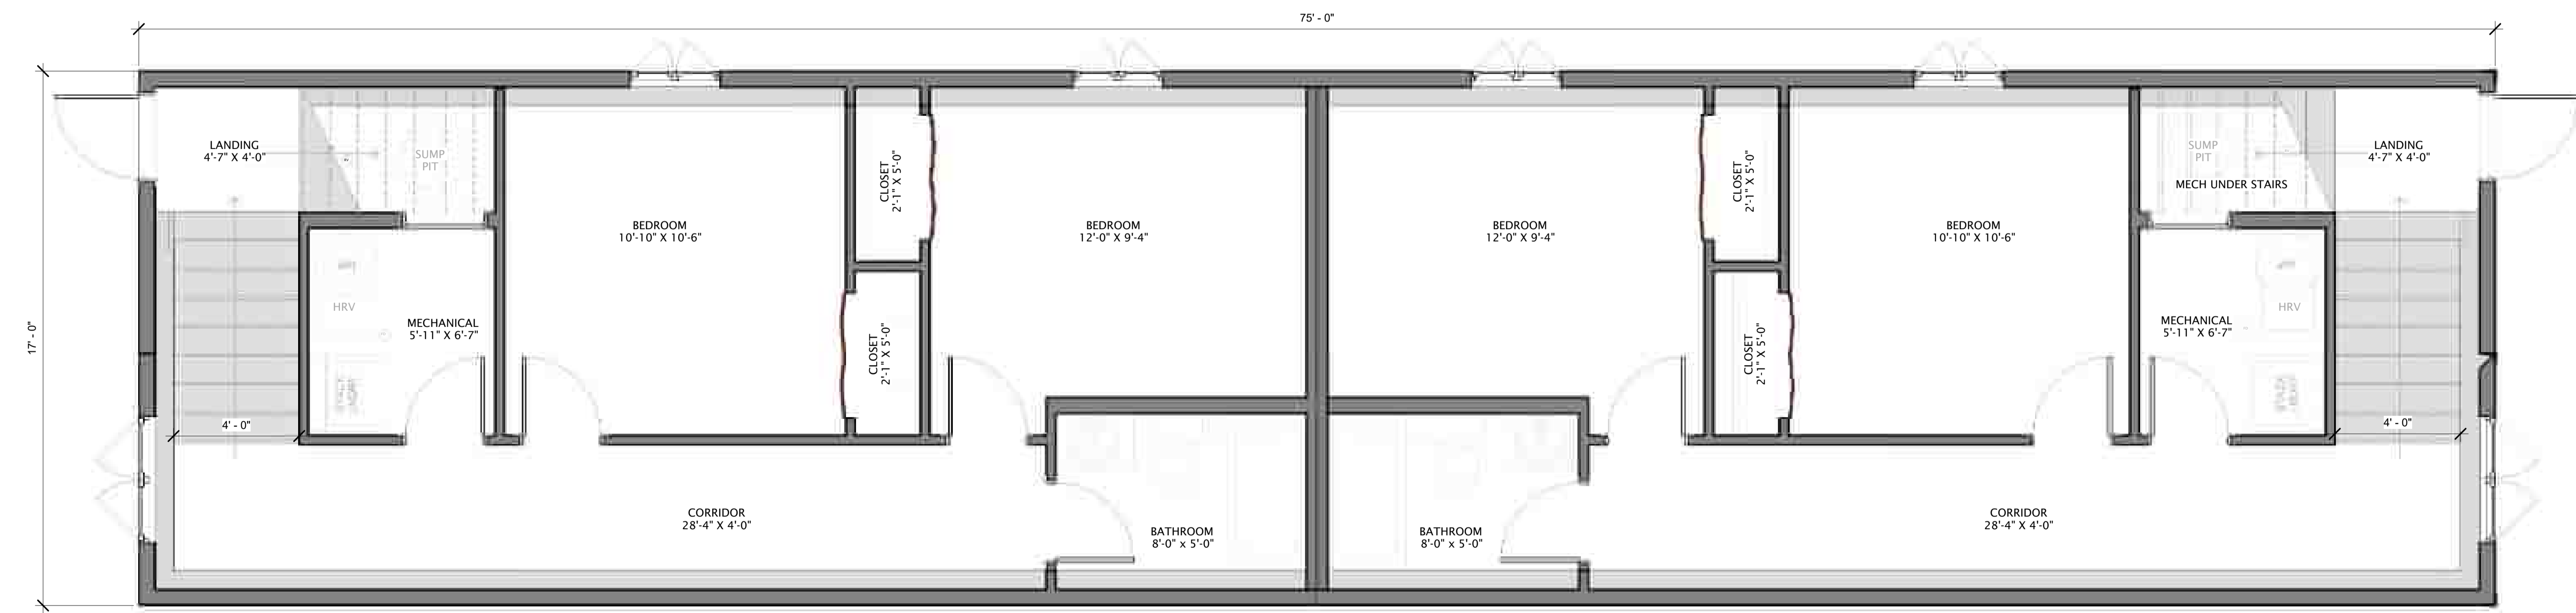 75' - 0"
17' - 0"
LANDING
4'-7" X 4'-0"
SUMP
PIT
BEDROOM
10'-10" X 10'-6"
CLOSET
2'-1" X 5'-0"
BEDROOM
12'-0" X 9'-4"
BEDROOM
12'-0" X 9'-4"
CLOSET
2'-1" X 5'-0"
BEDROOM
10'-10" X 10'-6"
SUMP
PIT
MECH UNDER STAIRS
LANDING
4'-7" X 4'-0"
HRV
MECHANICAL
5'-11" X 6'-7"
CLOSET
2'-1" X 5'-0"
CLOSET
2'-1" X 5'-0"
MECHANICAL
5'-11" X 6'-7"
HRV
4' - 0"
4' - 0"
CORRIDOR
28'-4" X 4'-0"
BATHROOM
8'-0" x 5'-0"
BATHROOM
8'-0" x 5'-0"
CORRIDOR
28'-4" X 4'-0"